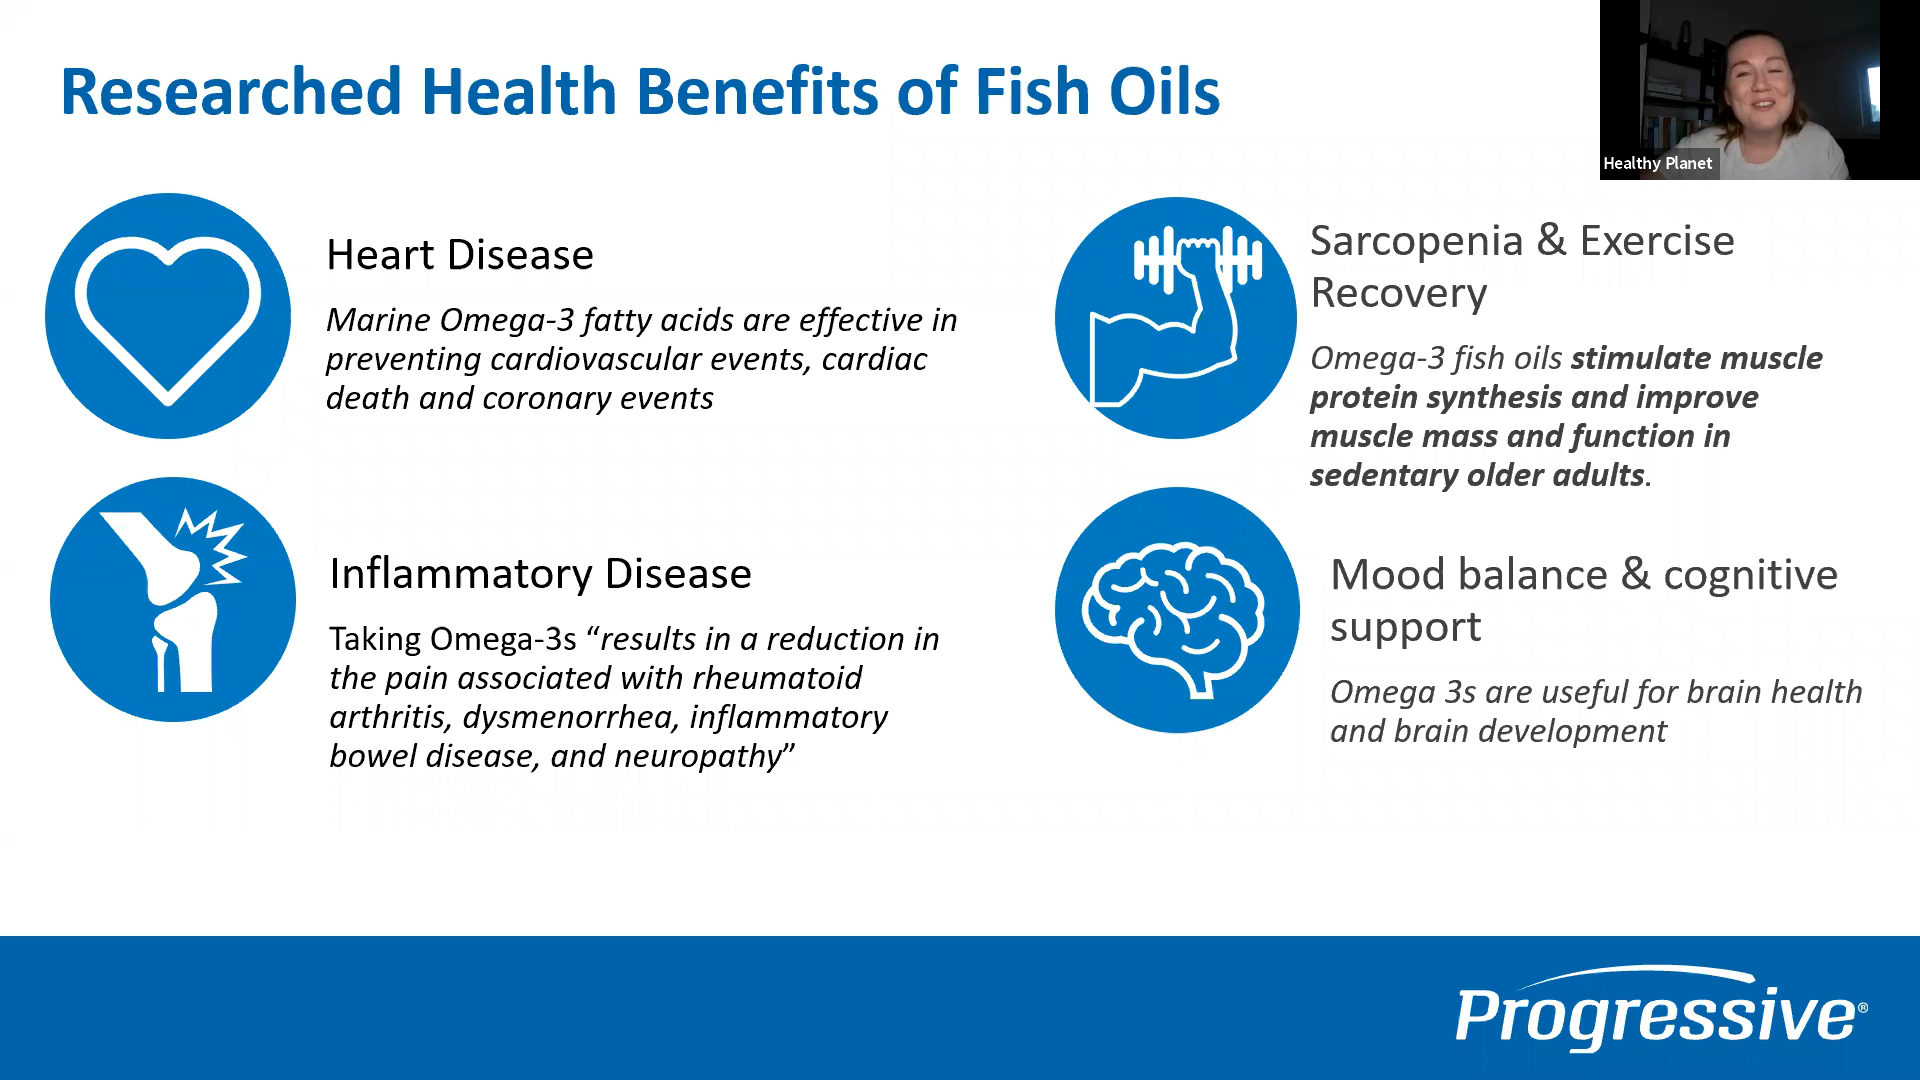 Researched Health Benefits of Fish Oils
Healthy Planet
Heart Disease
Marine Omega-3 fatty acids are effective in
preventing cardiovascular events, cardiac
death and coronary events
Inflammatory Disease
Taking Omega-3s “results in a reduction in
the pain associated with rheumatoid
arthritis, dysmenorrhea, inflammatory
bowel disease, and neuropathy”
Sarcopenia & Exercise
Recovery
Omega-3 fish oils stimulate muscle
protein synthesis and improve
muscle mass and function in
sedentary older adults.
Mood balance & cognitive
support
Omega 3s are useful for brain health
and brain development
Progressive®